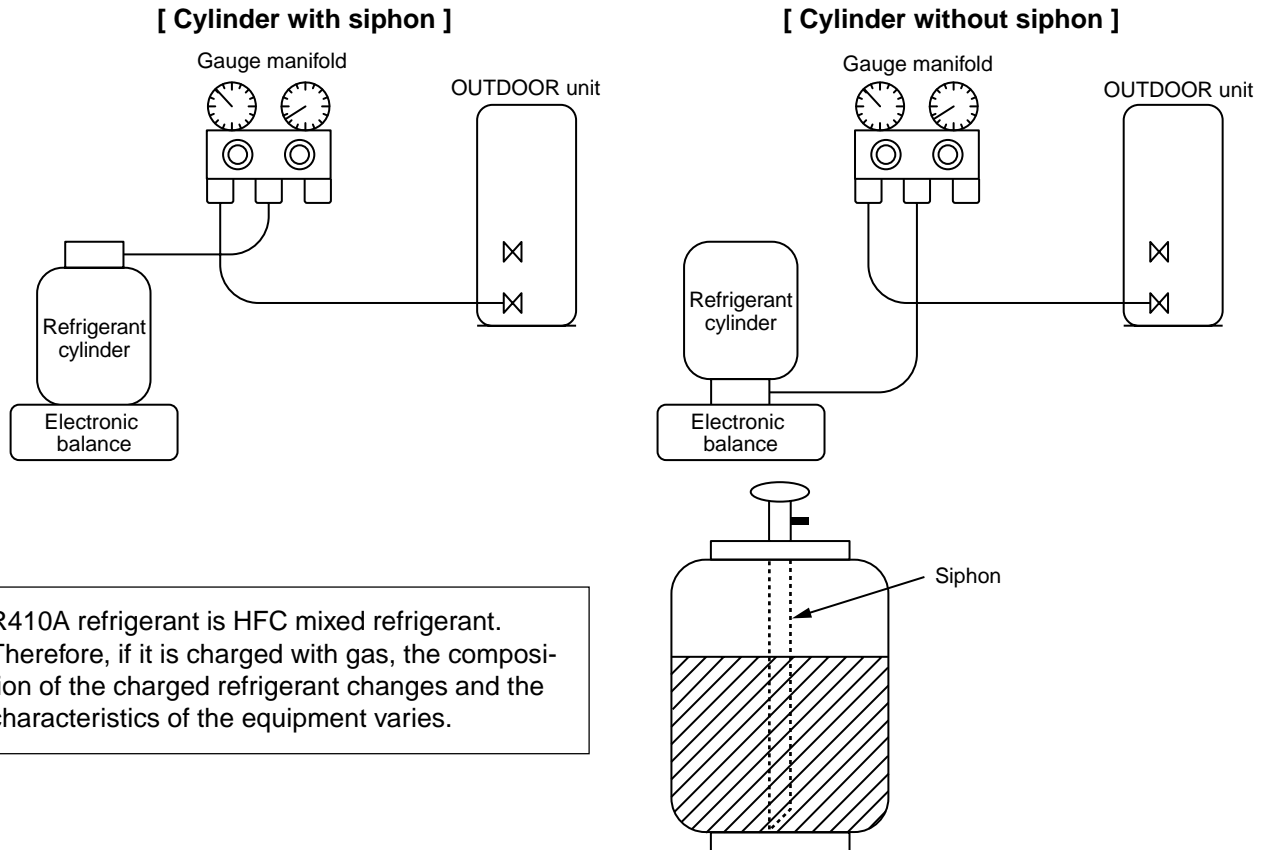 [ Cylinder with siphon ]
Gauge manifold
OUTDOOR unit
Refrigerant
cylinder
Electronic
balance
[ Cylinder without siphon ]
Gauge manifold
OUTDOOR unit
Refrigerant
cylinder
Electronic
balance
Siphon
R410A refrigerant is HFC mixed refrigerant.
Therefore, if it is charged with gas, the composi-
tion of the charged refrigerant changes and the
characteristics of the equipment varies.